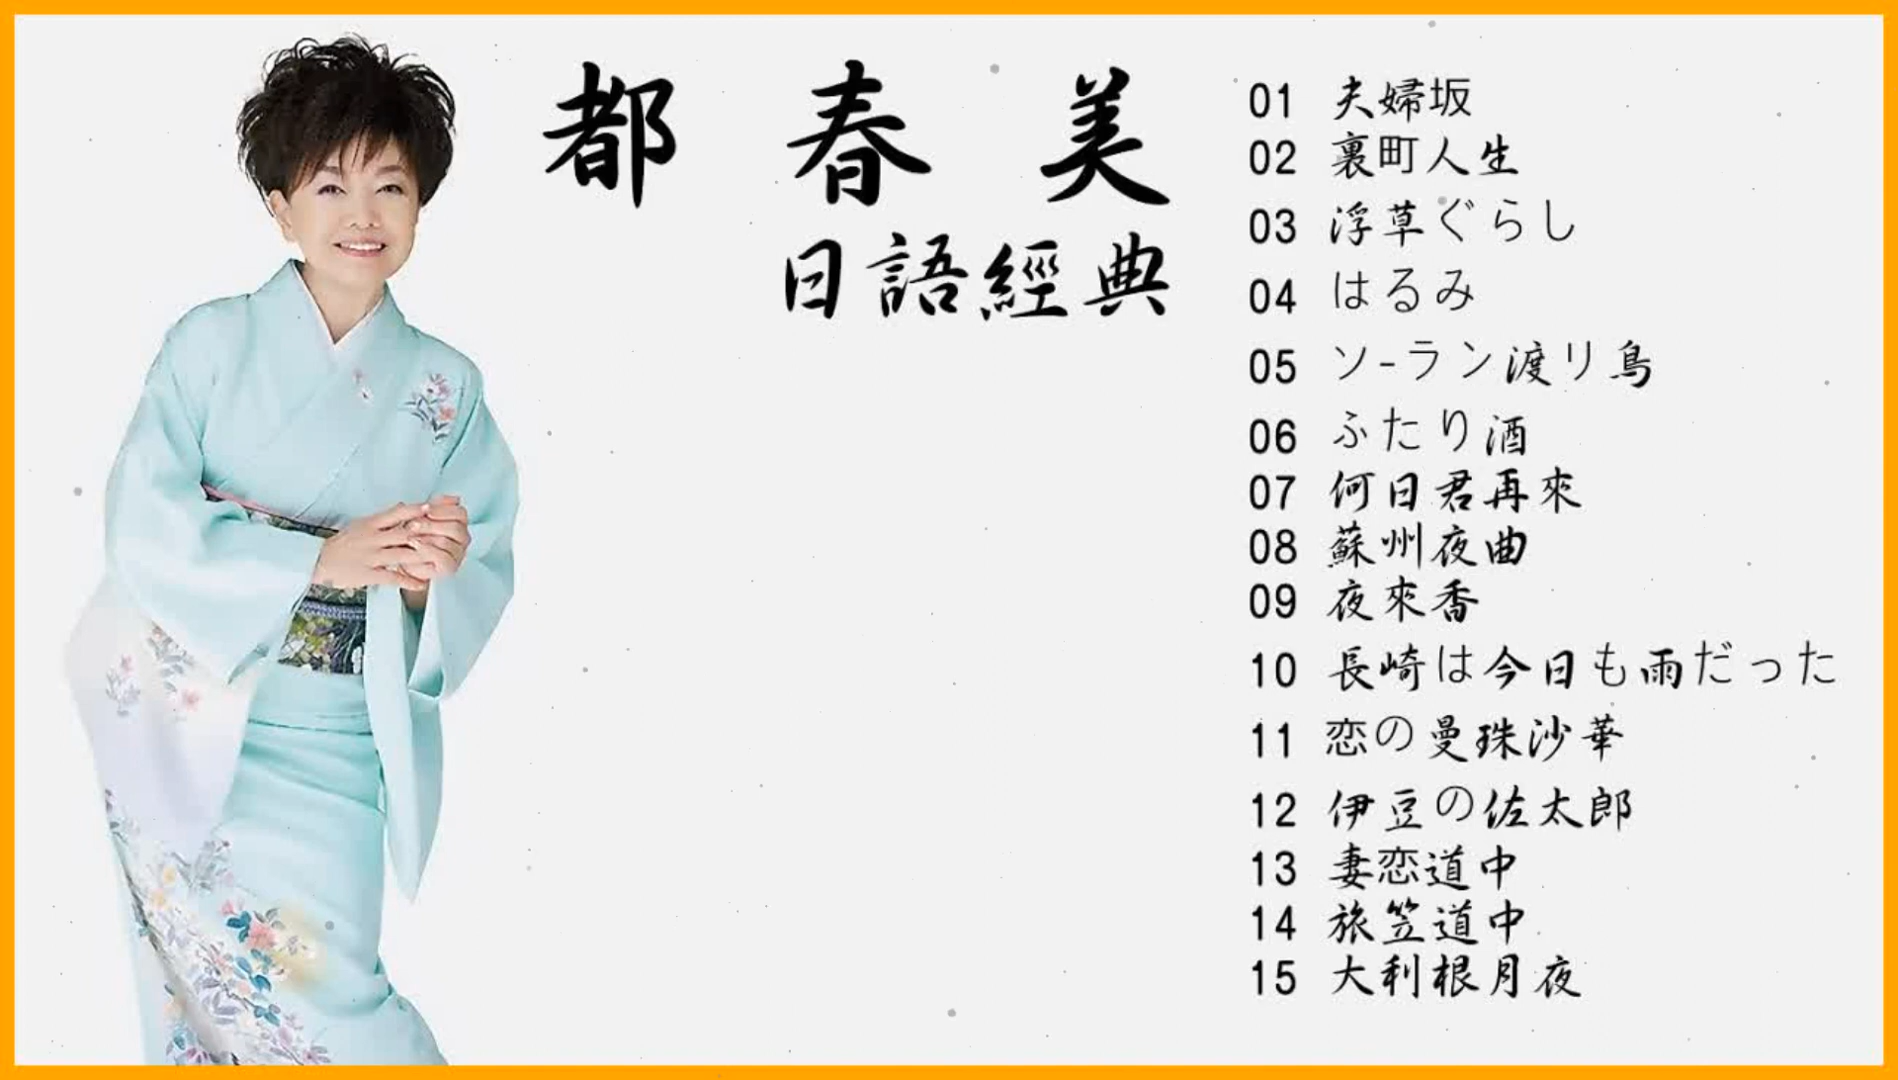 都 春 美
日語經典
01 夫婦坂
02 裏町人生
03 浮草ぐらし
04 はるみ
05 ソ-ラン渡り鳥
06 ふたり酒
07 何日君再來
08 蘇州夜曲
09 夜來香
10 長崎は今日も雨だった
11 恋の曼珠沙華
12 伊豆の佐太郎
13 妻恋道中
14 旅笠道中
15 大利根月夜